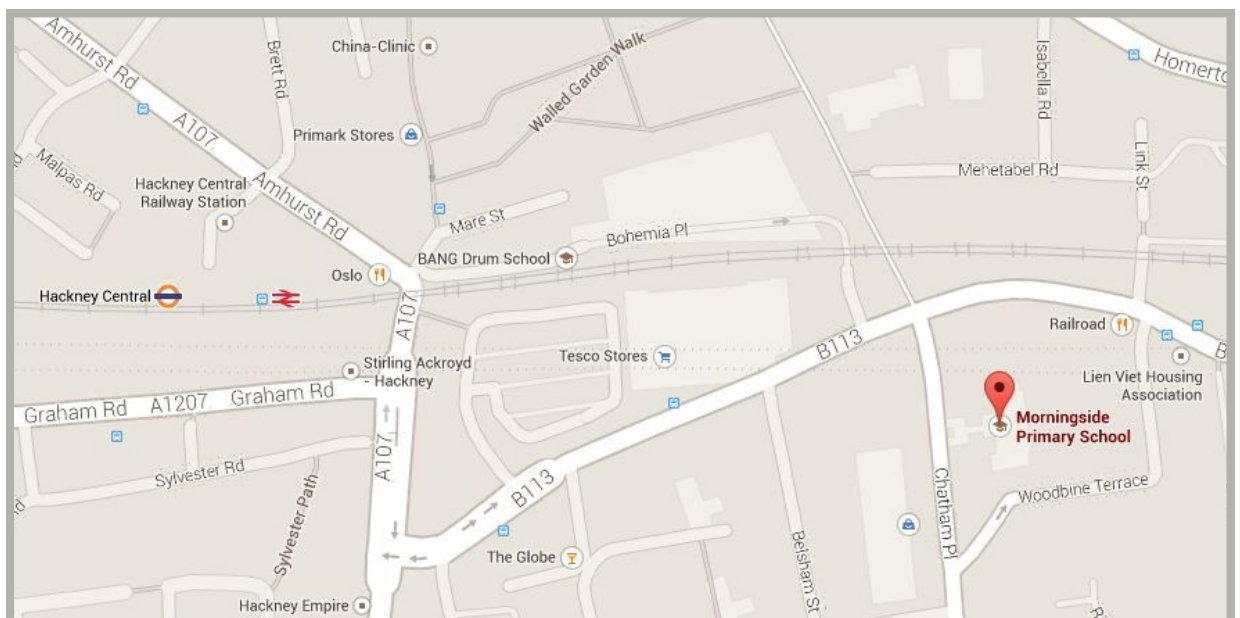 Amhurst Rd
Brett Rd
China-Clinic
Walled Garden Walk
Isabella Rd
Homerto
A107
Primark Stores
Link St
Malpas Rd
Hackney Central
Railway Station
Amhurst Rd
Mehetabel Rd
Mare St
Bohemia Pl
BANG Drum School
Oslo
Hackney Central
A107
B113
Railroad
Tesco Stores
Stirling Ackroyd
- Hackney
Lien Viet Housing
Association
Graham Rd A1207 Graham Rd
Morningside
Primary School
A107
Sylvester Rd
B113
Chatham Pl
Woodbine Terrace
Sylvester Path
The Globe
Belsham St
Hackney Empire